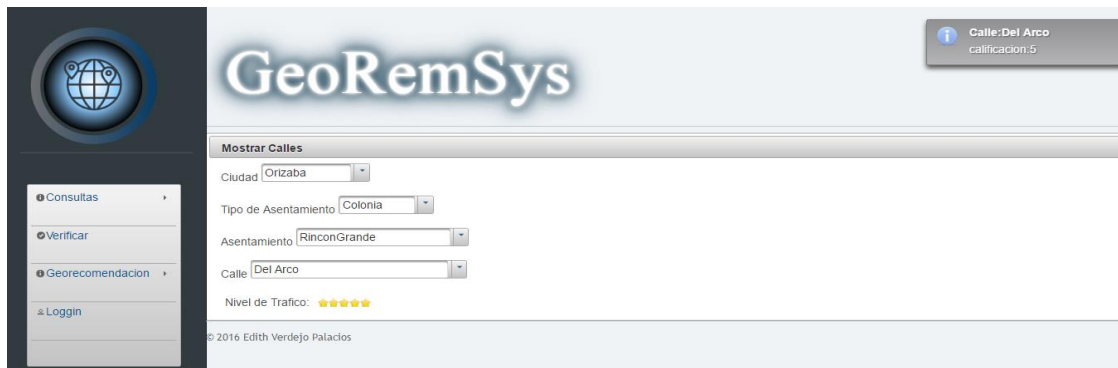 GeoRemSys
Calle:Del Arco
calificacion:5
Consultas
Verificar
Georecomendacion
Loggin
Mostrar Calles
Ciudad Orizaba
Tipo de Asentamiento Colonia
Asentamiento RinconGrande
Calle Del Arco
Nivel de Trafico:
© 2016 Edith Verdejo Palacios